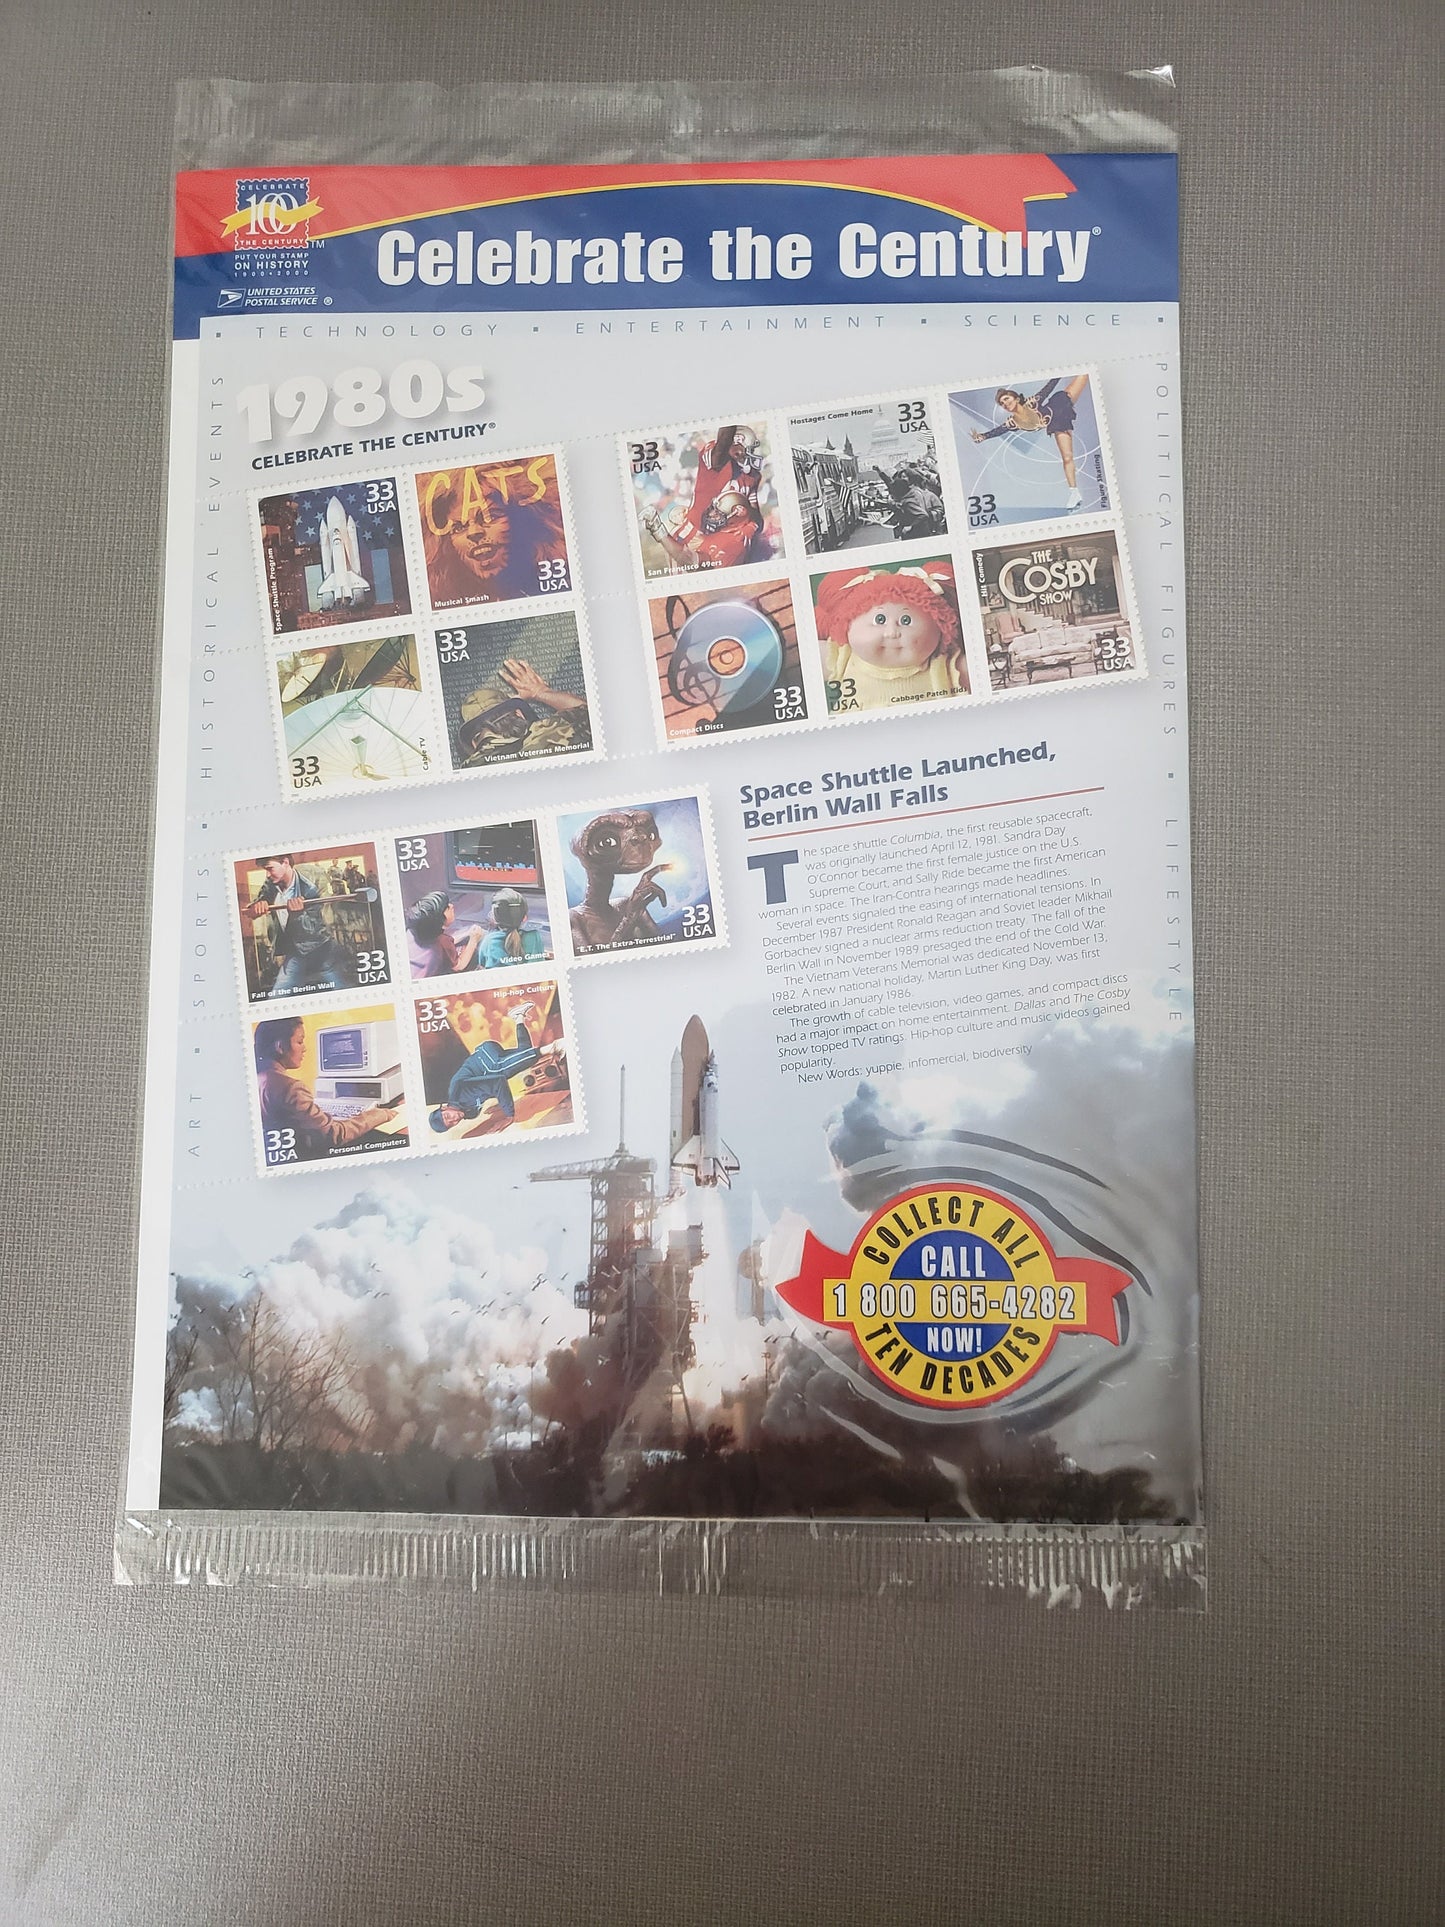 CELEBRATE
100
THE CENTURY™
PUT YOUR STAMP
ON HISTORY
1900•2000
UNITED STATES
POSTAL SERVICE ®
Celebrate the Century®
▪ TECHNOLOGY ▪ ENTERTAINMENT ▪ SCIENCE ▪
POLITICAL FIGURES ▪ LIFESTYLE
ART ▪ SPORTS ▪ HISTORICAL EVENTS
1980s
CELEBRATE THE CENTURY®
33
USA
Space Shuttle Program
CATS
33
USA
Musical Smash
33
USA
Cable TV
33
USA
Vietnam Veterans Memorial
33
USA
San Francisco 49ers
Hostages Come Home
33
USA
33
USA
Figure Skating
33
USA
Compact Discs
33
USA
Cabbage Patch Kids
Hit Comedy
THE
COSBY
SHOW
33
USA
33
USA
Fall of the Berlin Wall
33
USA
Video Games
33
USA
"E.T. The Extra-Terrestrial"
33
USA
Personal Computers
Hip-hop Culture
33
USA
Space Shuttle Launched,
Berlin Wall Falls
The space shuttle Columbia, the first reusable spacecraft,
was originally launched April 12, 1981. Sandra Day
O'Connor became the first female justice on the U.S.
Supreme Court, and Sally Ride became the first American
woman in space. The Iran-Contra hearings made headlines.
Several events signaled the easing of international tensions. In
December 1987 President Ronald Reagan and Soviet leader Mikhail
Gorbachev signed a nuclear arms reduction treaty. The fall of the
Berlin Wall in November 1989 presaged the end of the Cold War.
The Vietnam Veterans Memorial was dedicated November 13,
1982. A new national holiday, Martin Luther King Day, was first
celebrated in January 1986.
The growth of cable television, video games, and compact discs
had a major impact on home entertainment. Dallas and The Cosby
Show topped TV ratings. Hip-hop culture and music videos gained
popularity.
New Words: yuppie, infomercial, biodiversity
COLLECT ALL
CALL
1 800 665-4282
NOW!
TEN DECADES